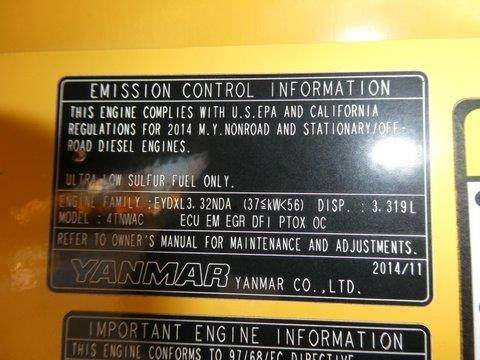 EMISSION CONTROL INFORMATION
THIS ENGINE COMPLIES WITH U.S.EPA AND CALIFORNIA
REGULATIONS FOR 2014 M.Y.NONROAD AND STATIONARY/OFF-
ROAD DIESEL ENGINES.
ULTRA LOW SULFUR FUEL ONLY.
ENGINE FAMILY :EYDXL3.32NDA (37≦kW<56) DISP. : 3.319L
MODEL : 4TNWAC ECU EM EGR DFI PTOX OC
REFER TO OWNER'S MANUAL FOR MAINTENANCE AND ADJUSTMENTS.
2014/11
YANMAR YANMAR CO.,LTD.
IMPORTANT ENGINE INFORMATION
THIS ENGINE CONFORMS TO 97/68/EC DIRECTIVE